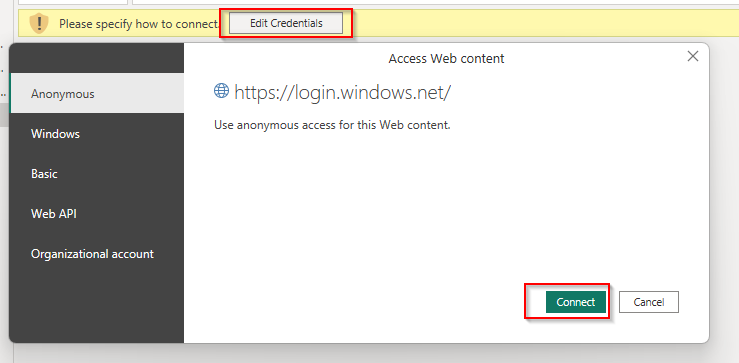 Please specify how to connect.
Edit Credentials
Access Web content
Anonymous
Windows
Basic
Web API
Organizational account
https://login.windows.net/
Use anonymous access for this Web content.
Connect
Cancel